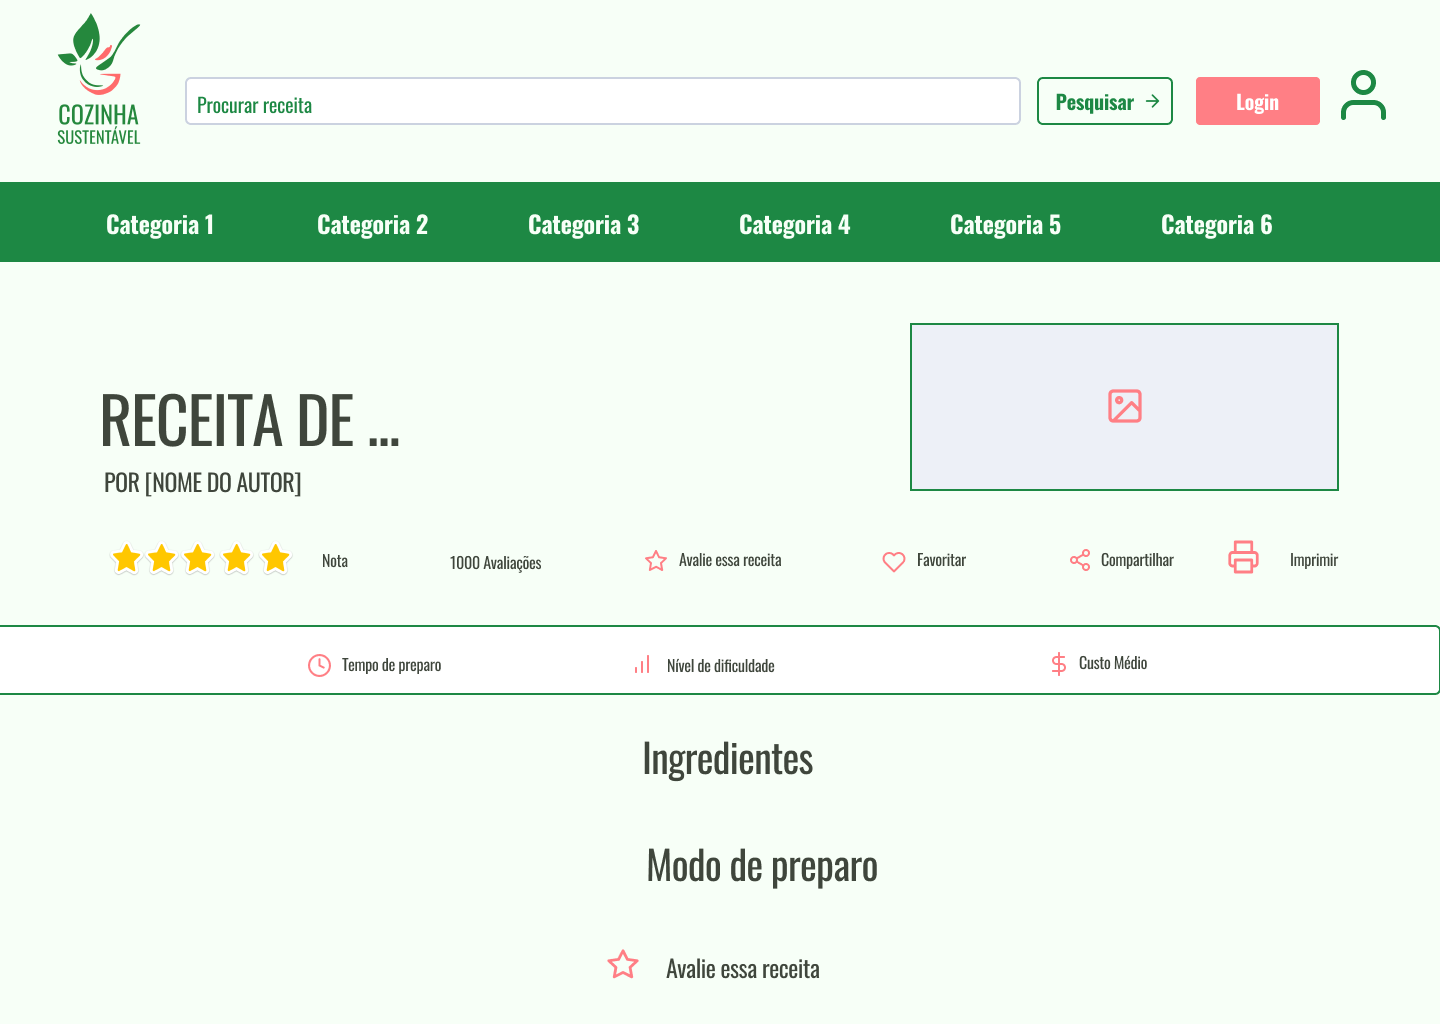 COZINHA
SUSTENTÁVEL
Procurar receita
Pesquisar
Login
Categoria 1
Categoria 2
Categoria 3
Categoria 4
Categoria 5
Categoria 6
RECEITA DE ...
POR [NOME DO AUTOR]
Nota
1000 Avaliações
Avalie essa receita
Favoritar
Compartilhar
Imprimir
Tempo de preparo
Nível de dificuldade
Custo Médio
Ingredientes
Modo de preparo
Avalie essa receita